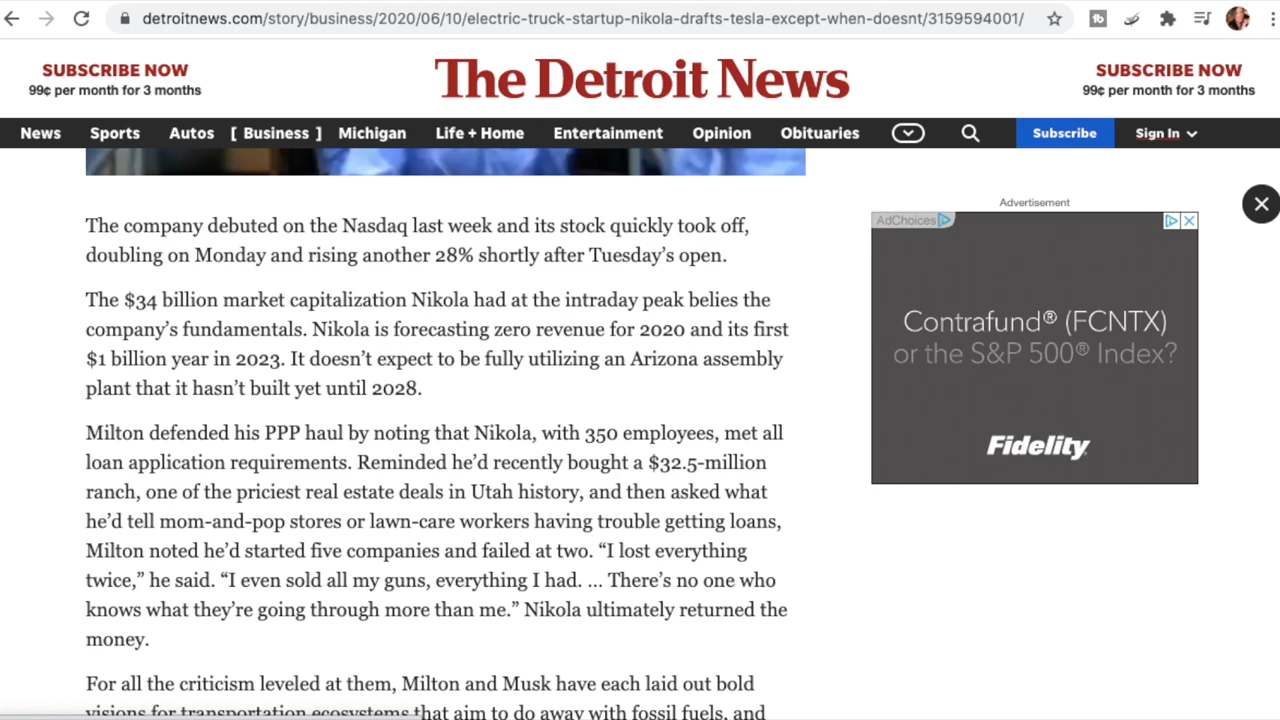 detroitnews.com/story/business/2020/06/10/electric-truck-startup-nikola-drafts-tesla-except-when-doesnt/3159594001/
SUBSCRIBE NOW
99¢ per month for 3 months
The Detroit News
SUBSCRIBE NOW
99¢ per month for 3 months
News Sports Autos [ Business ] Michigan Life + Home Entertainment Opinion Obituaries Subscribe Sign In
The company debuted on the Nasdaq last week and its stock quickly took off,
doubling on Monday and rising another 28% shortly after Tuesday’s open.
The $34 billion market capitalization Nikola had at the intraday peak belies the
company’s fundamentals. Nikola is forecasting zero revenue for 2020 and its first
$1 billion year in 2023. It doesn’t expect to be fully utilizing an Arizona assembly
plant that it hasn’t built yet until 2028.
Milton defended his PPP haul by noting that Nikola, with 350 employees, met all
loan application requirements. Reminded he’d recently bought a $32.5-million
ranch, one of the priciest real estate deals in Utah history, and then asked what
he’d tell mom-and-pop stores or lawn-care workers having trouble getting loans,
Milton noted he’d started five companies and failed at two. “I lost everything
twice,” he said. “I even sold all my guns, everything I had. … There’s no one who
knows what they’re going through more than me.” Nikola ultimately returned the
money.
For all the criticism leveled at them, Milton and Musk have each laid out bold
visions for transportation ecosystems that aim to do away with fossil fuels, and
Advertisement
AdChoices
Contrafund® (FCNTX)
or the S&P 500® Index?
Fidelity